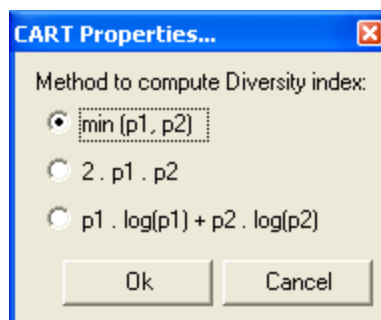 CART Properties...
Method to compute Diversity index:
min (p1, p2)
2 . p1 . p2
p1 . log(p1) + p2 . log(p2)
Ok Cancel